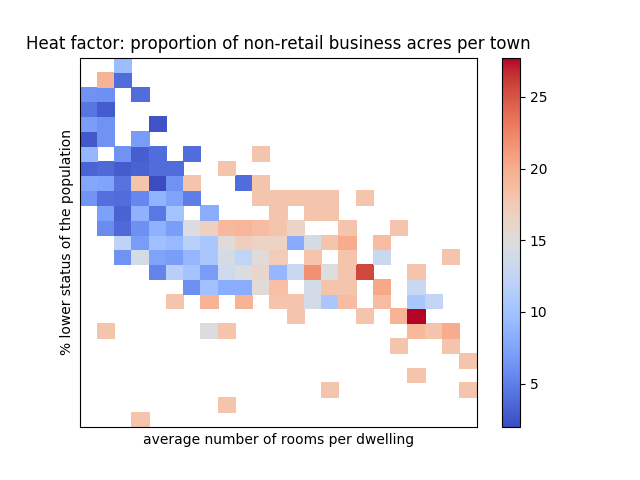 Heat factor: proportion of non-retail business acres per town
% lower status of the population
average number of rooms per dwelling
25
20
15
10
5